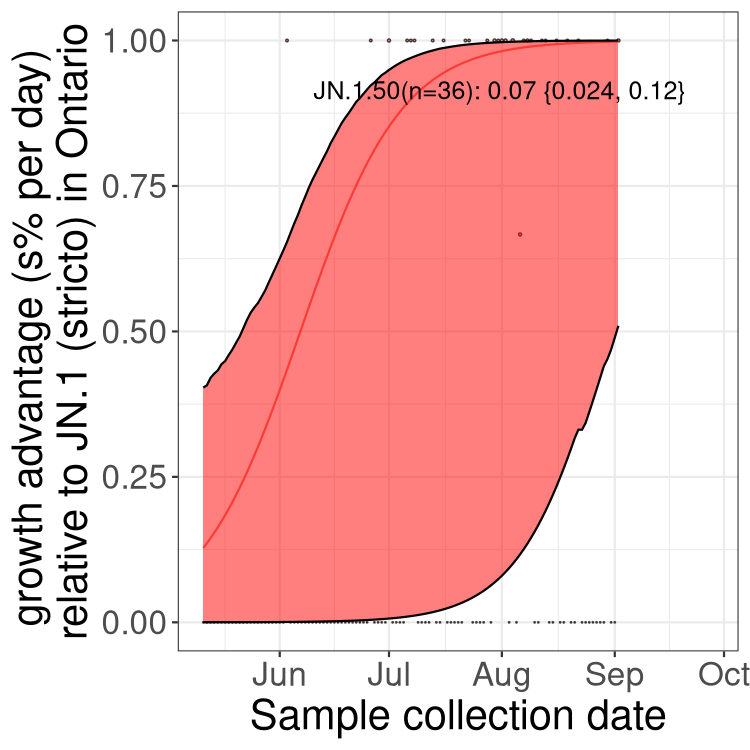 growth advantage (s% per day)
relative to JN.1 (stricto) in Ontario
1.00
0.75
0.50
0.25
0.00
JN.1.50(n=36): 0.07 {0.024, 0.12}
Jun Jul Aug Sep Oct
Sample collection date